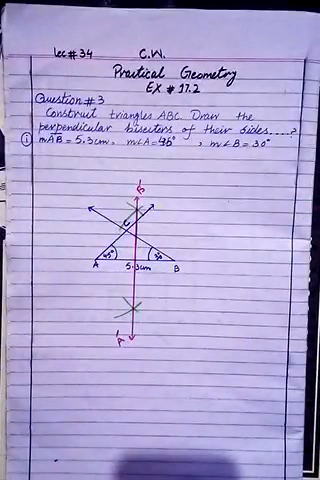 Lec # 34 C.W.
Practical Geometry
EX # 17.2
Question # 3
Construct triangles ABC. Draw the
perpendicular bisectors of their sides....?
(i) mAB = 5.3cm, m∠A = 45° , m∠B = 30°
C
45° 30°
A 5.3cm B